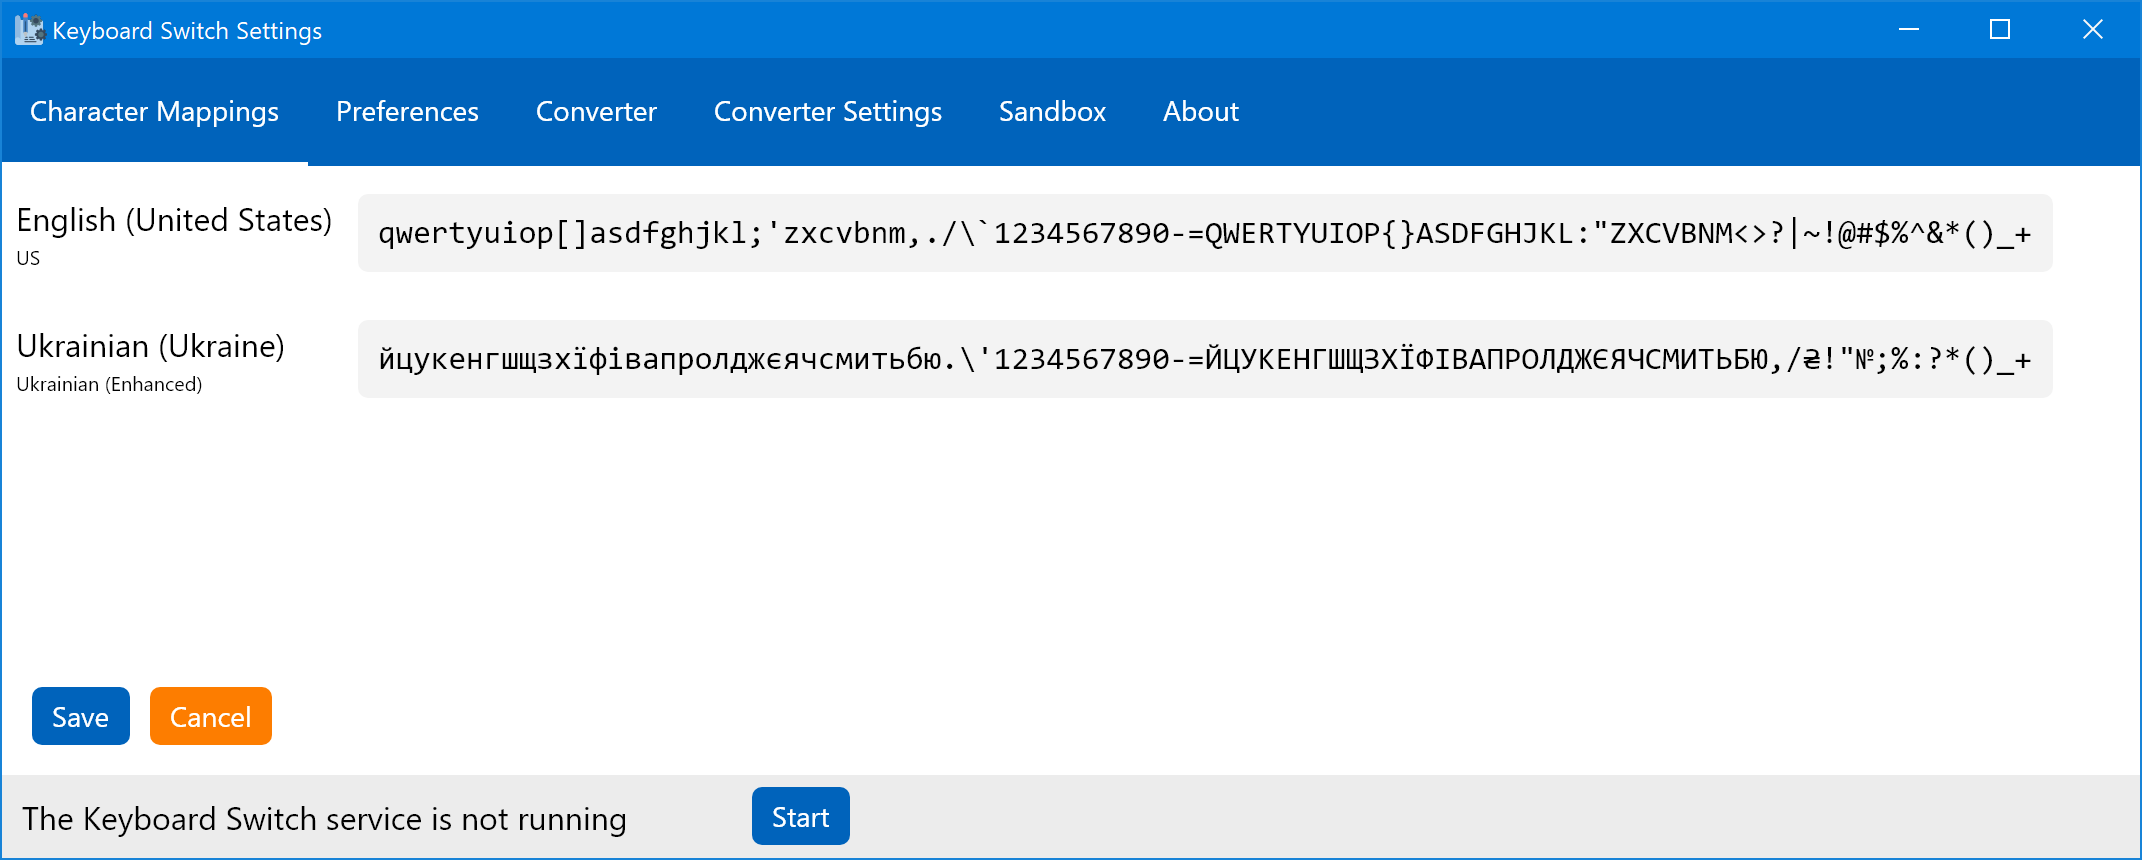 Keyboard Switch Settings
Character Mappings Preferences Converter Converter Settings Sandbox About
English (United States)
US
qwertyuiop[]asdfghjkl;'zxcvbnm,./\`1234567890-=QWERTYUIOP{}ASDFGHJKL:"ZXCVBNM<>?|~!@#$%^&*()_+
Ukrainian (Ukraine)
Ukrainian (Enhanced)
йцукенгшщзхїфівапролджєячсмитьбю.\'1234567890-=ЙЦУКЕНГШЩЗХЇФІВАПРОЛДЖЄЯЧСМИТЬБЮ,/₴!"№;%:?*()_+
Save Cancel
The Keyboard Switch service is not running Start